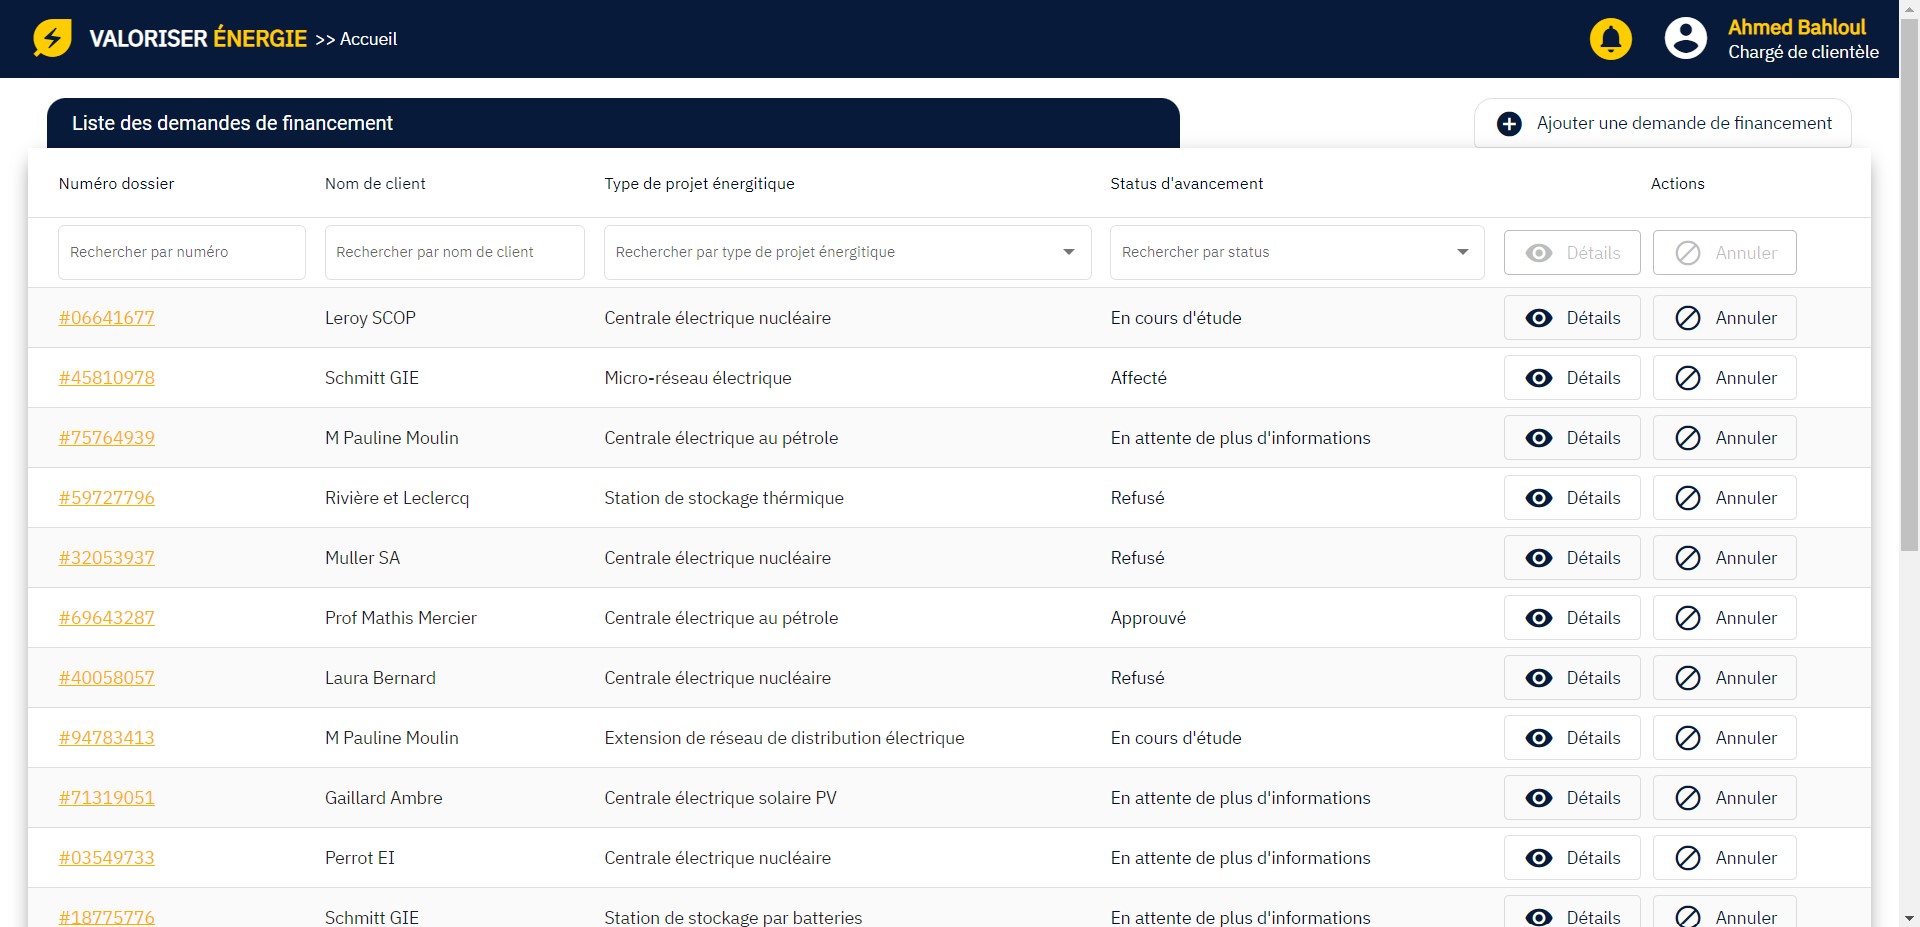 VALORISER ÉNERGIE >> Accueil
Ahmed Bahloul
Chargé de clientèle
Liste des demandes de financement
Ajouter une demande de financement
Numéro dossier Nom de client Type de projet énergitique Status d'avancement Actions
Rechercher par numéro Rechercher par nom de client Rechercher par type de projet énergitique Rechercher par status Détails Annuler
#06641677 Leroy SCOP Centrale électrique nucléaire En cours d'étude Détails Annuler
#45810978 Schmitt GIE Micro-réseau électrique Affecté Détails Annuler
#75764939 M Pauline Moulin Centrale électrique au pétrole En attente de plus d'informations Détails Annuler
#59727796 Rivière et Leclercq Station de stockage thérmique Refusé Détails Annuler
#32053937 Muller SA Centrale électrique nucléaire Refusé Détails Annuler
#69643287 Prof Mathis Mercier Centrale électrique au pétrole Approuvé Détails Annuler
#40058057 Laura Bernard Centrale électrique nucléaire Refusé Détails Annuler
#94783413 M Pauline Moulin Extension de réseau de distribution électrique En cours d'étude Détails Annuler
#71319051 Gaillard Ambre Centrale électrique solaire PV En attente de plus d'informations Détails Annuler
#03549733 Perrot EI Centrale électrique nucléaire En attente de plus d'informations Détails Annuler
#18775776 Schmitt GIE Station de stockage par batteries En attente de plus d'informations Détails Annuler